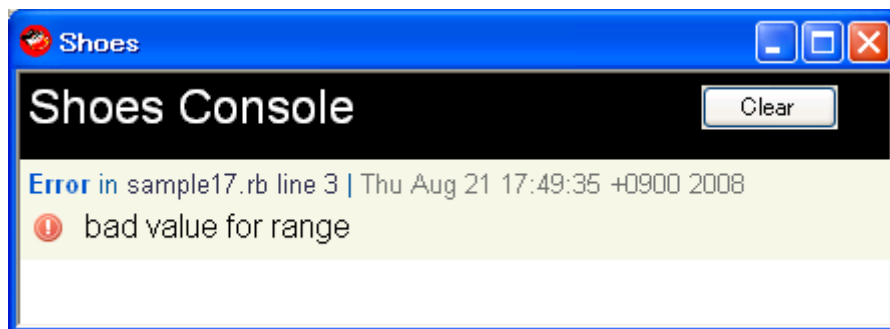 Shoes
Shoes Console
Clear
Error in sample17.rb line 3 | Thu Aug 21 17:49:35 +0900 2008
bad value for range